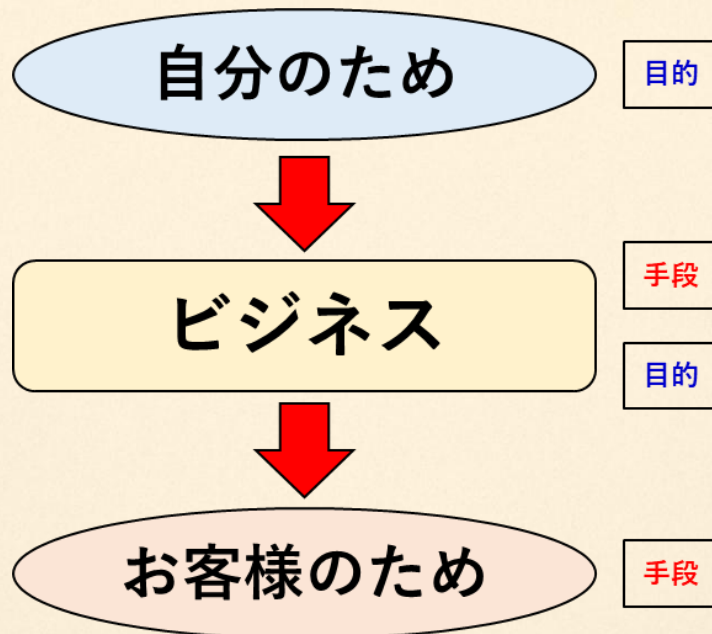 自分のため
目的
ビジネス
手段
目的
お客様のため
手段